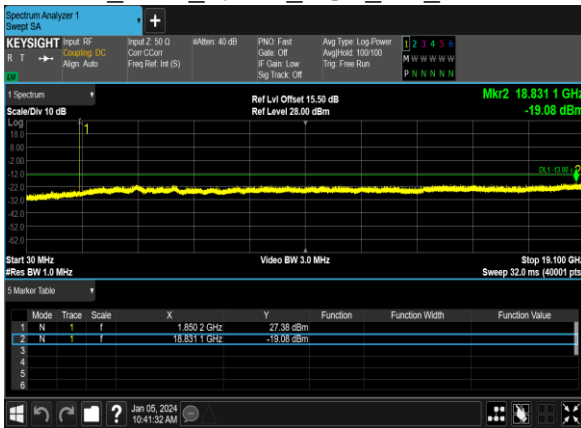 Spectrum Analyzer 1
Swept SA
+
KEYSIGHT Input: RF Input Z: 50 Ω #Atten: 40 dB PNO: Fast Avg Type: Log-Power 1 2 3 4 5 6
R T Coupling: DC Corr CCorr Gate: Off Avg|Hold: 100/100 M W W W W W
Align: Auto Freq Ref: Int (S) IF Gain: Low Trig: Free Run
LV Sig Track: Off P N N N N N
1 Spectrum Ref Lvl Offset 15.50 dB Mkr2 18.831 1 GHz
Scale/Div 10 dB Ref Level 28.00 dBm -19.08 dBm
Log
18.0 1
8.00
-2.00
-12.0 DL1 -13.00
-22.0
-32.0
-42.0
-52.0
-62.0
Start 30 MHz Video BW 3.0 MHz Stop 19.100 GHz
#Res BW 1.0 MHz Sweep 32.0 ms (40001 pts
5 Marker Table
Mode Trace Scale X Y Function Function Width Function Value
1 N 1 f 1.850 2 GHz 27.38 dBm
2 N 1 f 18.831 1 GHz -19.08 dBm
3
4
5
6
? Jan 05, 2024
10:41:32 AM